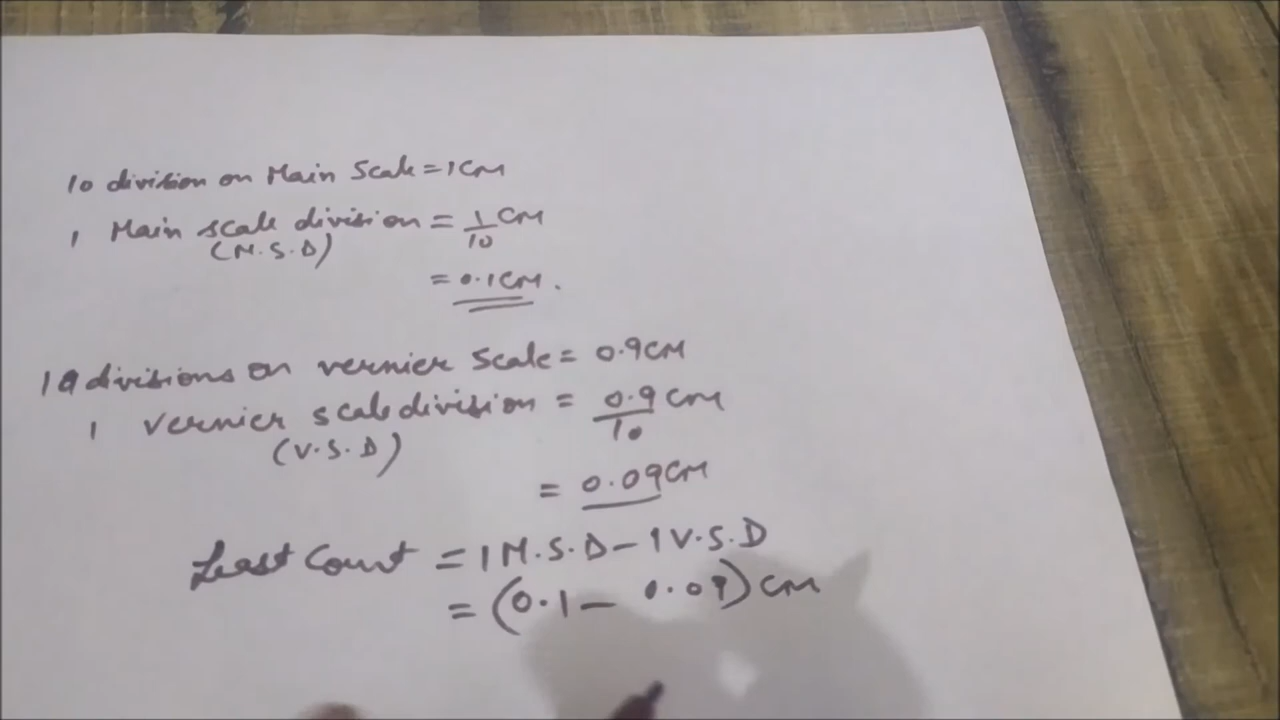 10 division on Main Scale = 1CM
1 Main scale division = 1/10 CM
(M.S.D)
= 0.1CM.
10 divisions on vernier Scale = 0.9CM
1 vernier scale division = 0.9/10 CM
(V.S.D)
= 0.09CM
Least Count = 1 M.S.D - 1 V.S.D
= (0.1 - 0.09) CM